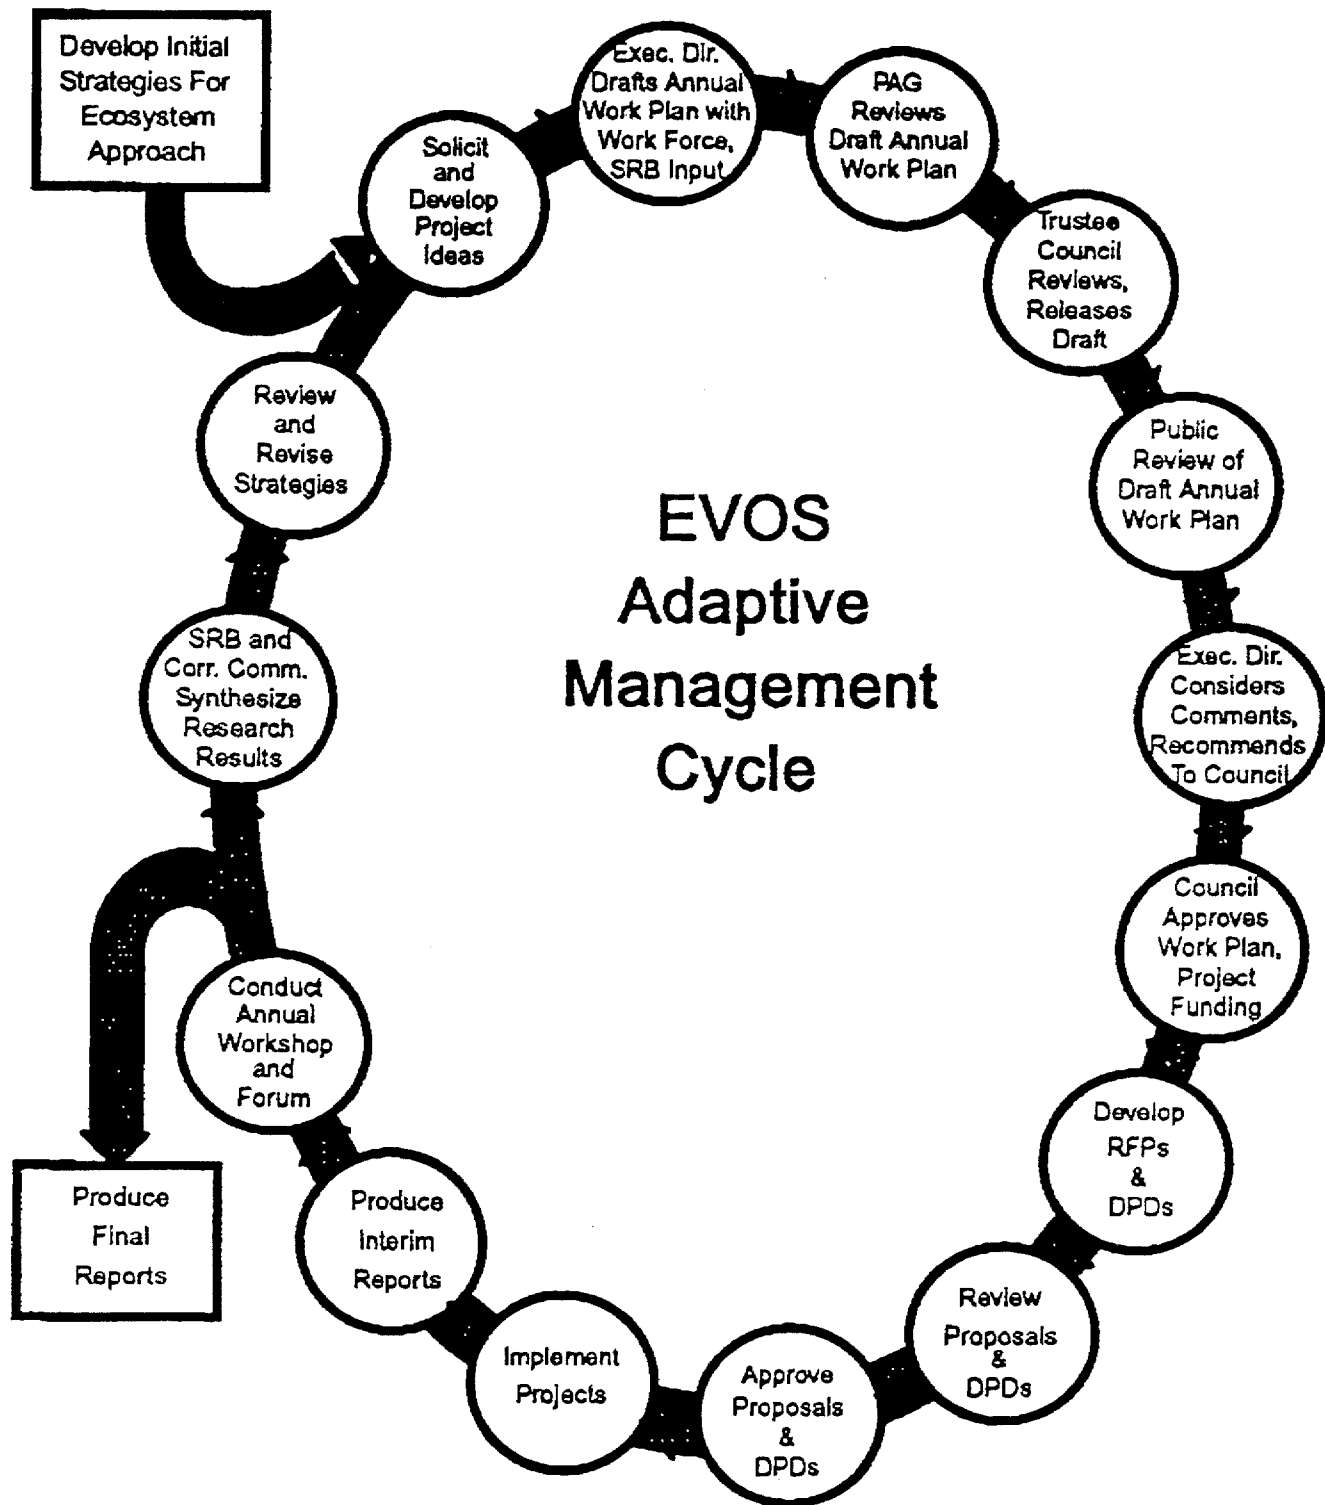 Develop Initial
Strategies For
Ecosystem
Approach
Solicit
and
Develop
Project
Ideas
Exec. Dir.
Drafts Annual
Work Plan with
Work Force,
SRB Input
PAG
Reviews
Draft Annual
Work Plan
Trustee
Council
Reviews,
Releases
Draft
Public
Review of
Draft Annual
Work Plan
Exec. Dir.
Considers
Comments,
Recommends
To Council
Council
Approves
Work Plan,
Project
Funding
Develop
RFPs
&
DPDs
Review
Proposals
&
DPDs
Approve
Proposals
&
DPDs
Implement
Projects
Produce
Interim
Reports
Conduct
Annual
Workshop
and
Forum
Produce
Final
Reports
SRB and
Corr. Comm.
Synthesize
Research
Results
Review
and
Revise
Strategies
EVOS
Adaptive
Management
Cycle